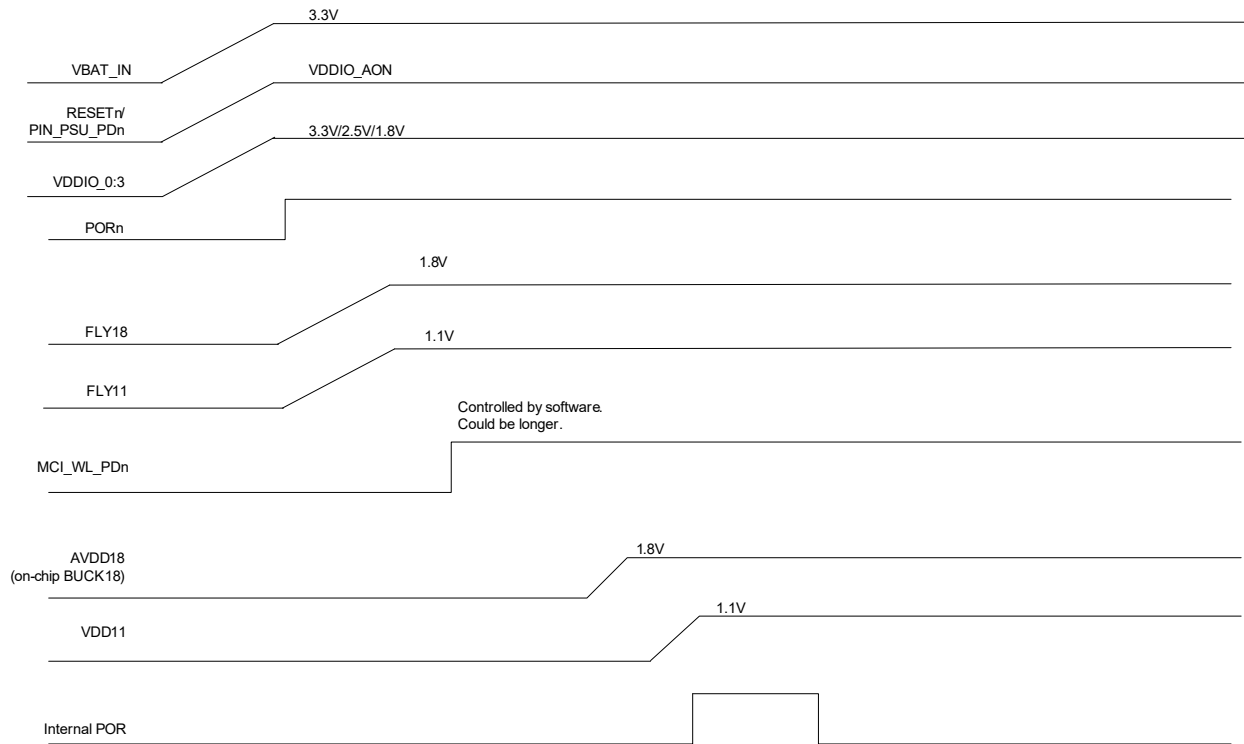 3.3V
VBAT_IN
VDDIO_AON
RESETn/
PIN_PSU_PDn
3.3V/2.5V/1.8V
VDDIO_0:3
PORn
1.8V
FLY18
1.1V
FLY11
Controlled by software.
Could be longer.
MCI_WL_PDn
1.8V
AVDD18
(on-chip BUCK18)
1.1V
VDD11
Internal POR